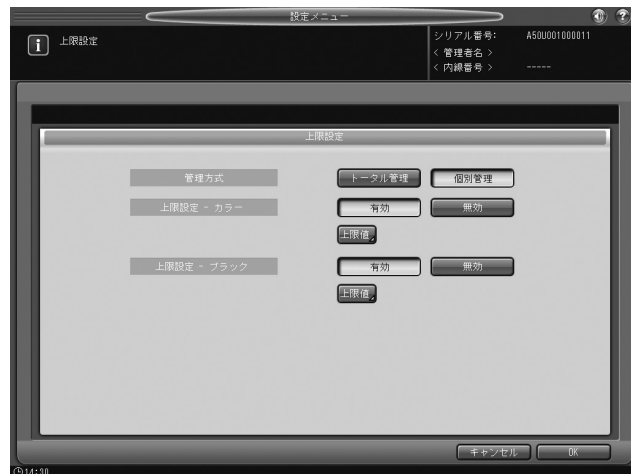 設定メニュー
上限設定
シリアル番号: A50U001000011
< 管理者名 >
< 内線番号 > -----
上限設定
管理方式 トータル管理 個別管理
上限設定 - カラー 有効 無効
上限値
上限設定 - ブラック 有効 無効
上限値
キャンセル OK
14:30